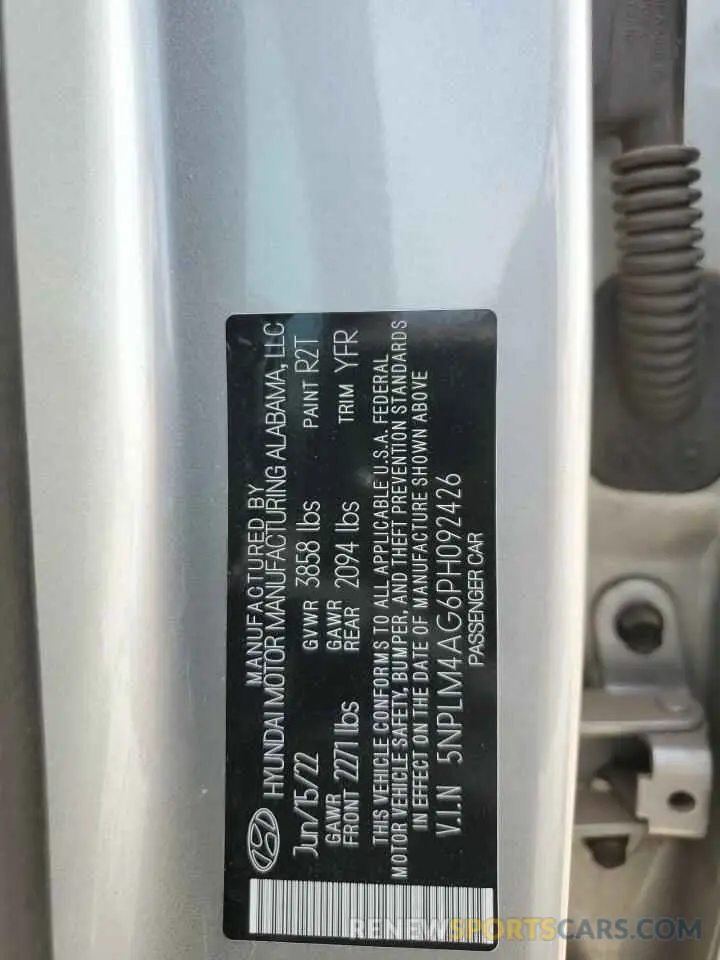 MANUFACTURED BY
HYUNDAI MOTOR MANUFACTURING ALABAMA, LLC
Jun/15/22 GVWR 3858 lbs PAINT R2T
GAWR FRONT 2271 lbs GAWR REAR 2094 lbs TRIM YFR
THIS VEHICLE CONFORMS TO ALL APPLICABLE U.S.A. FEDERAL
MOTOR VEHICLE SAFETY, BUMPER, AND THEFT PREVENTION STANDARDS
IN EFFECT ON THE DATE OF MANUFACTURE SHOWN ABOVE
V.I.N 5NPLM4AG6PH092426
PASSENGER CAR
RENEWSPORTSCARS.COM